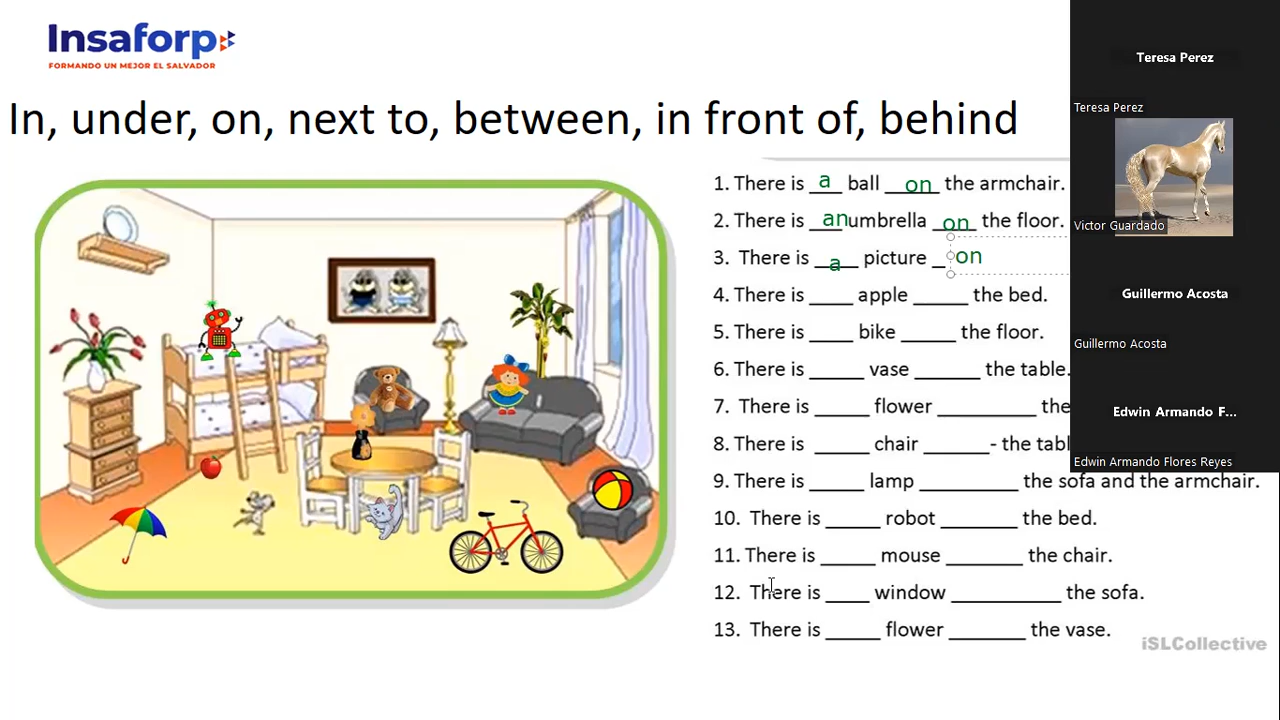 Insaforp
FORMANDO UN MEJOR EL SALVADOR
In, under, on, next to, between, in front of, behind
1. There is a ball on the armchair.
2. There is an umbrella on the floor.
3. There is a picture _ on
4. There is ____ apple _____ the bed.
5. There is ____ bike _____ the floor.
6. There is _____ vase ______ the table.
7. There is _____ flower _________ the
8. There is _____ chair ______- the tabl
9. There is _____ lamp _________ the sofa and the armchair.
10. There is _____ robot _______ the bed.
11. There is _____ mouse _______ the chair.
12. There is ____ window __________ the sofa.
13. There is _____ flower _______ the vase.
iSLCollective
Teresa Perez
Teresa Perez
Victor Guardado
Guillermo Acosta
Guillermo Acosta
Edwin Armando F...
Edwin Armando Flores Reyes